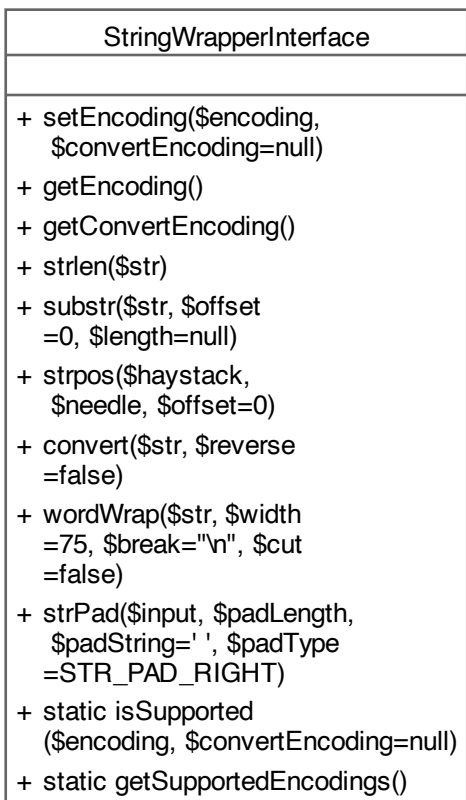 StringWrapperInterface
+ setEncoding($encoding,
$convertEncoding=null)
+ getEncoding()
+ getConvertEncoding()
+ strlen($str)
+ substr($str, $offset
=0, $length=null)
+ strpos($haystack,
$needle, $offset=0)
+ convert($str, $reverse
=false)
+ wordWrap($str, $width
=75, $break="\n", $cut
=false)
+ strPad($input, $padLength,
$padString=' ', $padType
=STR_PAD_RIGHT)
+ static isSupported
($encoding, $convertEncoding=null)
+ static getSupportedEncodings()